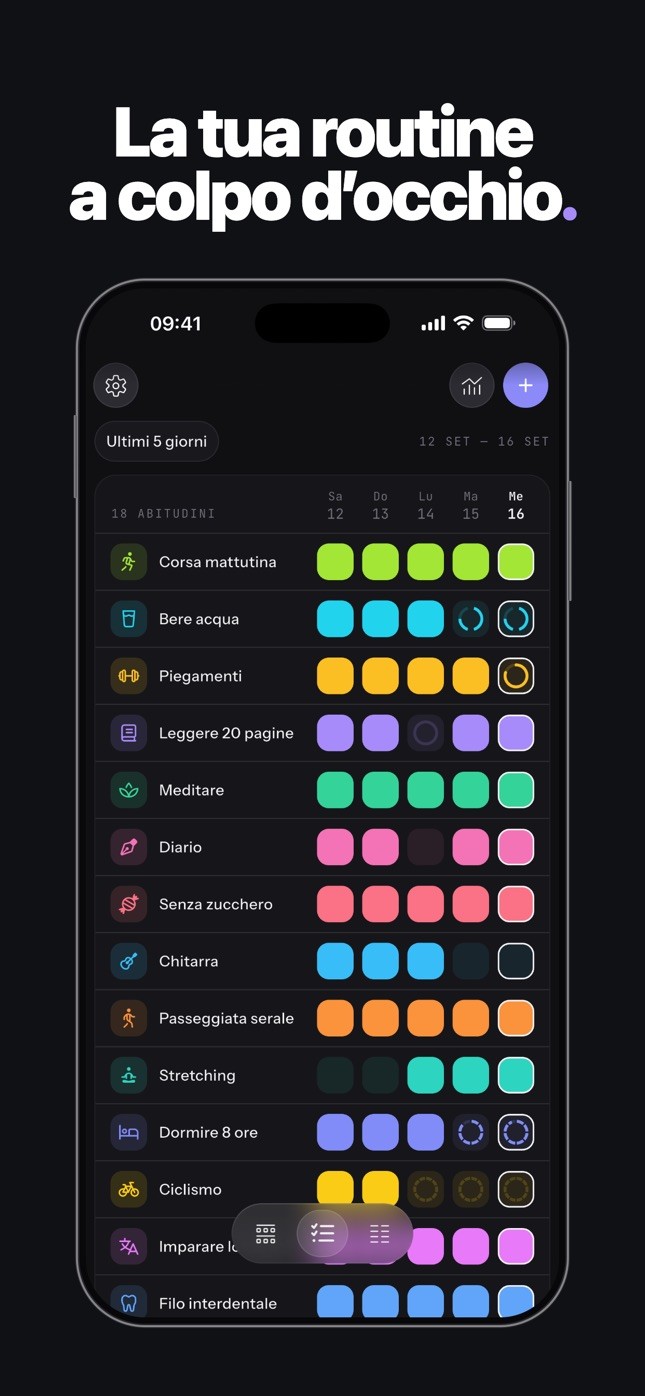 La tua routine
a colpo d’occhio.
09:41
Ultimi 5 giorni
12 SET — 16 SET
18 ABITUDINI
Sa Do Lu Ma Me
12 13 14 15 16
Corsa mattutina
Bere acqua
Piegamenti
Leggere 20 pagine
Meditare
Diario
Senza zucchero
Chitarra
Passeggiata serale
Stretching
Dormire 8 ore
Ciclismo
Imparare
Filo interdentale